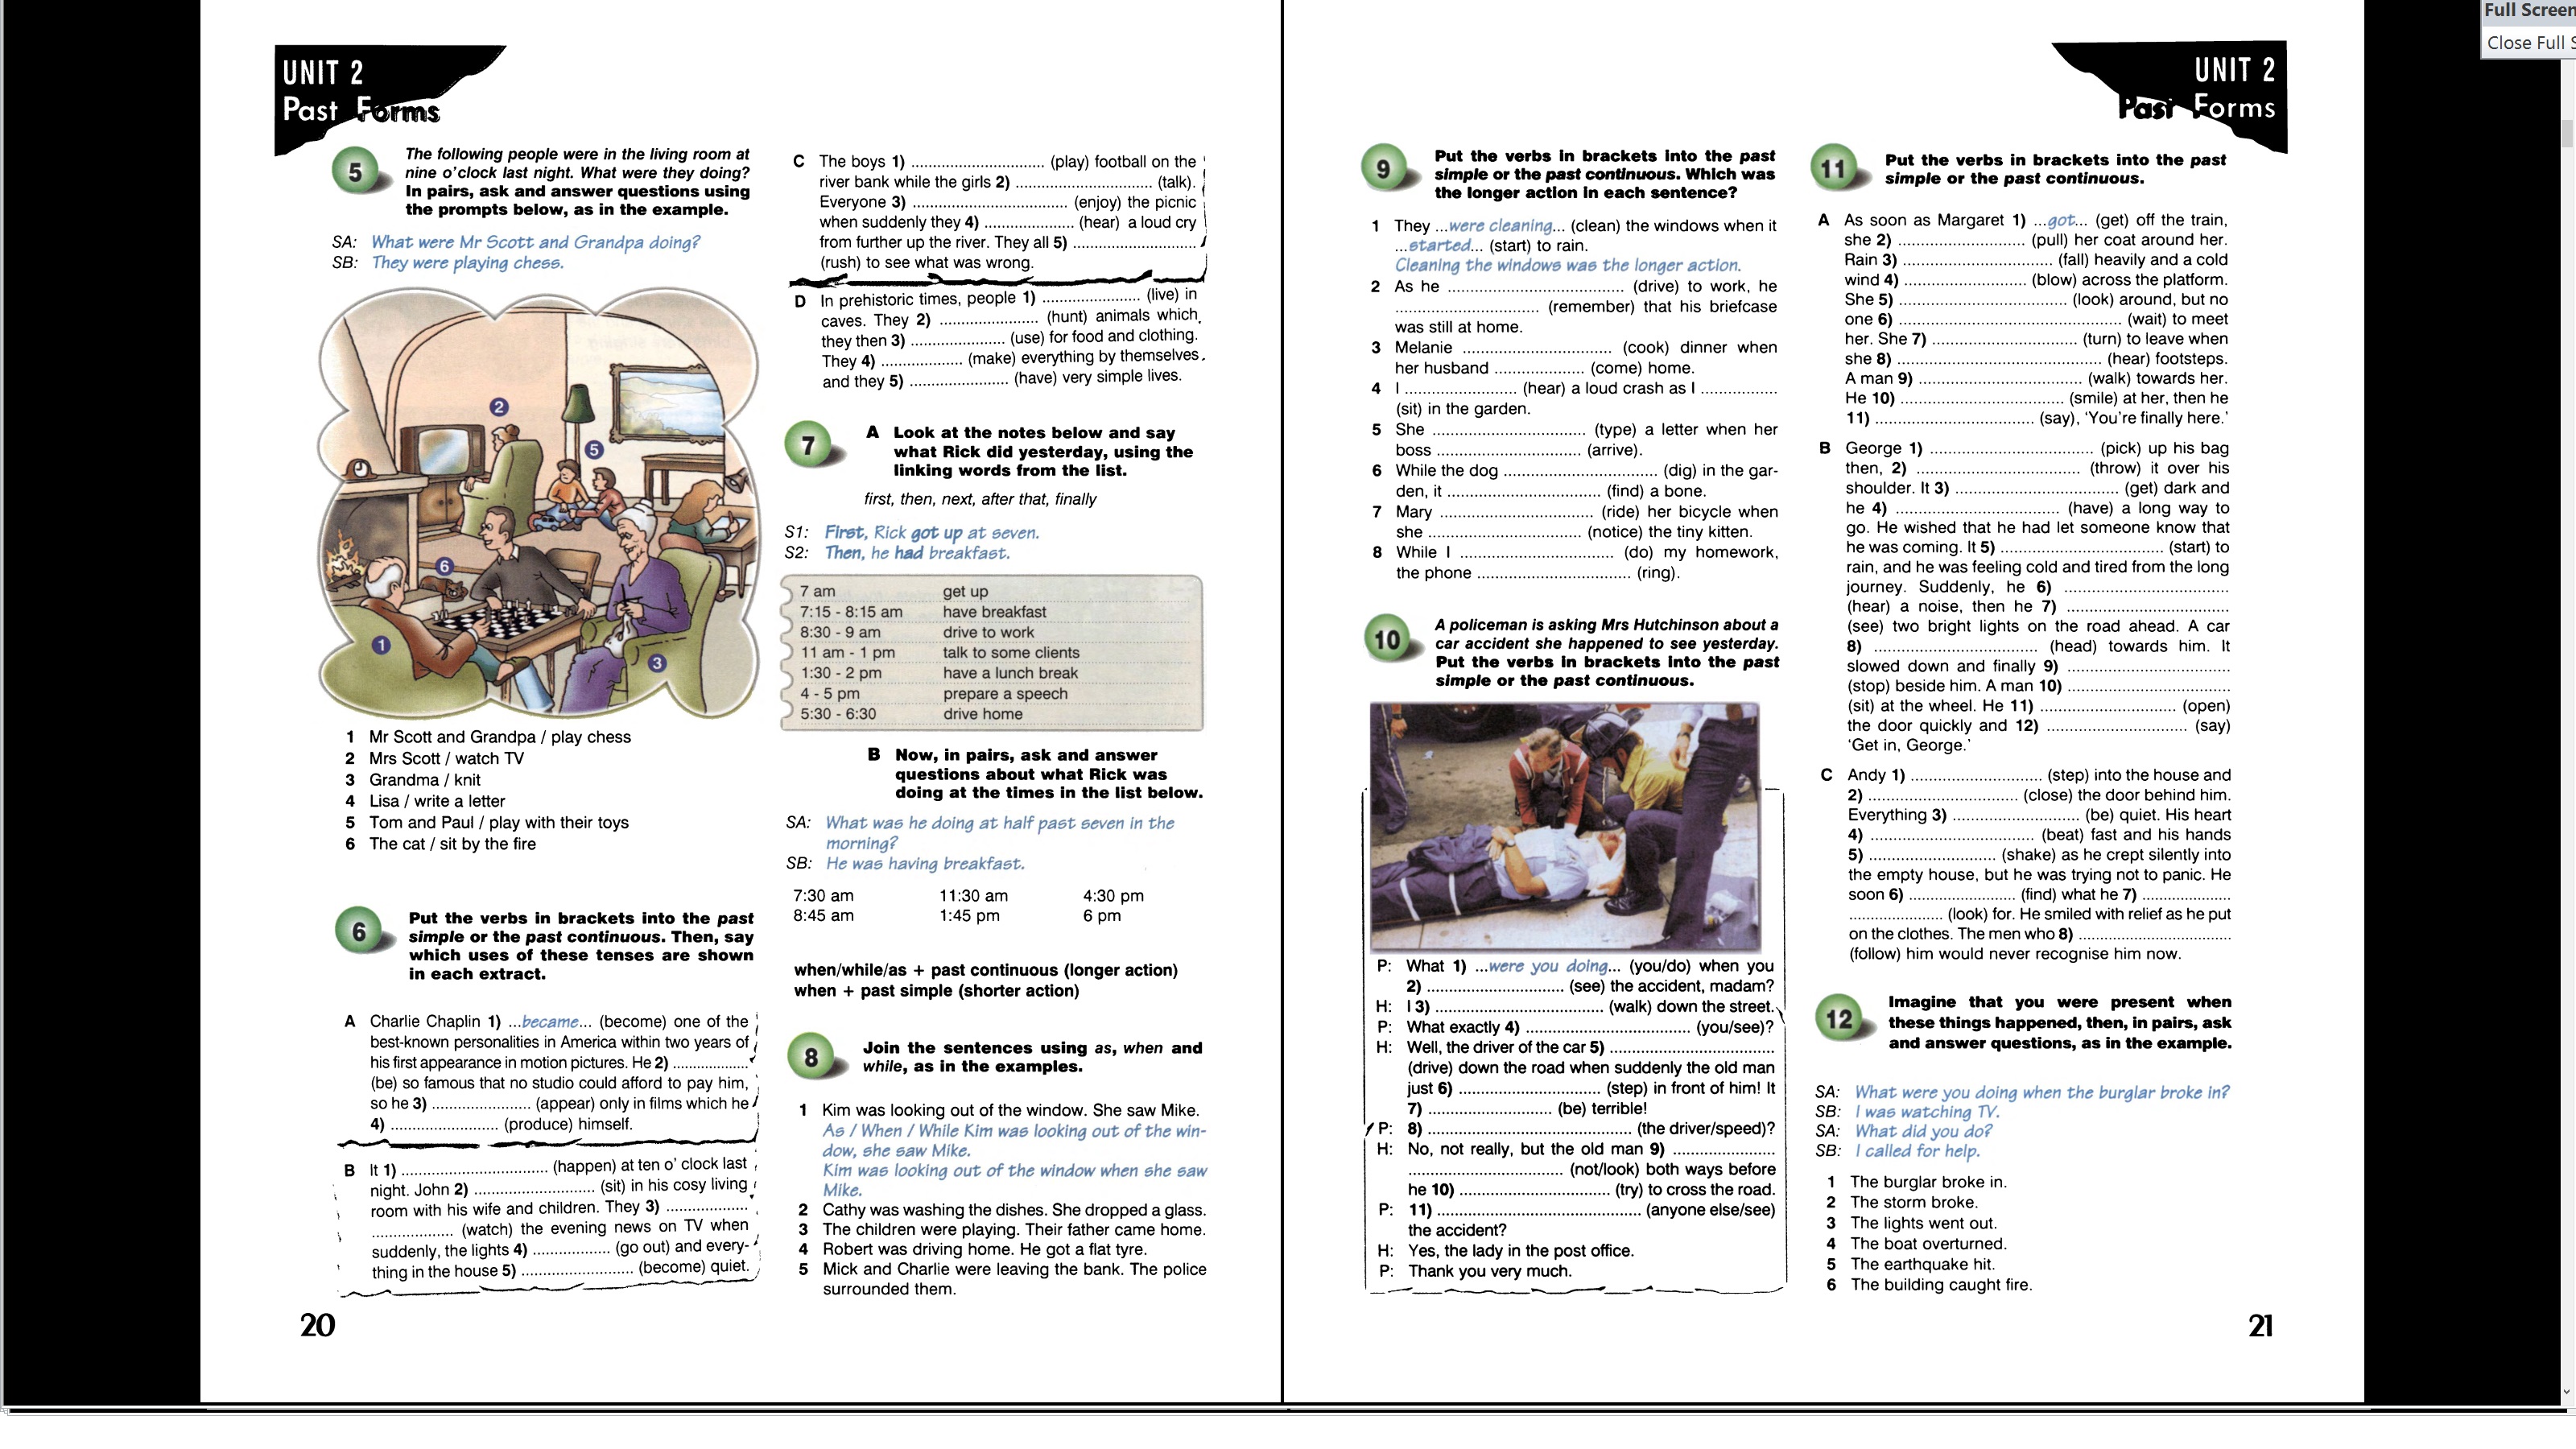 Full Screen
Close Full S
UNIT 2
Past Forms
5
The following people were in the living room at
nine o'clock last night. What were they doing?
In pairs, ask and answer questions using
the prompts below, as in the example.
SA: What were Mr Scott and Grandpa doing?
SB: They were playing chess.
2
5
6
1
3
1 Mr Scott and Grandpa / play chess
2 Mrs Scott / watch TV
3 Grandma / knit
4 Lisa / write a letter
5 Tom and Paul / play with their toys
6 The cat / sit by the fire
6
Put the verbs in brackets into the past
simple or the past continuous. Then, say
which uses of these tenses are shown
in each extract.
A Charlie Chaplin 1) ...became... (become) one of the
best-known personalities in America within two years of
his first appearance in motion pictures. He 2) ...................
(be) so famous that no studio could afford to pay him,
so he 3) ........................ (appear) only in films which he
4) .......................... (produce) himself.
B It 1) ................................... (happen) at ten o' clock last
night. John 2) ............................. (sit) in his cosy living
room with his wife and children. They 3) ....................
.................... (watch) the evening news on TV when
suddenly, the lights 4) ................... (go out) and every-
thing in the house 5) ........................... (become) quiet.
20
C The boys 1) ................................ (play) football on the
river bank while the girls 2) ................................. (talk).
Everyone 3) ..................................... (enjoy) the picnic
when suddenly they 4) ..................... (hear) a loud cry
from further up the river. They all 5) ..............................
(rush) to see what was wrong.
D In prehistoric times, people 1) ....................... (live) in
caves. They 2) ........................ (hunt) animals which
they then 3) ....................... (use) for food and clothing.
They 4) .................... (make) everything by themselves
and they 5) ........................ (have) very simple lives.
7
A Look at the notes below and say
what Rick did yesterday, using the
linking words from the list.
first, then, next, after that, finally
S1: First, Rick got up at seven.
S2: Then, he had breakfast.
7 am get up
7:15 - 8:15 am have breakfast
8:30 - 9 am drive to work
11 am - 1 pm talk to some clients
1:30 - 2 pm have a lunch break
4 - 5 pm prepare a speech
5:30 - 6:30 drive home
B Now, in pairs, ask and answer
questions about what Rick was
doing at the times in the list below.
SA: What was he doing at half past seven in the
morning?
SB: He was having breakfast.
7:30 am 11:30 am 4:30 pm
8:45 am 1:45 pm 6 pm
when/while/as + past continuous (longer action)
when + past simple (shorter action)
8
Join the sentences using as, when and
while, as in the examples.
1 Kim was looking out of the window. She saw Mike.
As / When / While Kim was looking out of the win-
dow, she saw Mike.
Kim was looking out of the window when she saw
Mike.
2 Cathy was washing the dishes. She dropped a glass.
3 The children were playing. Their father came home.
4 Robert was driving home. He got a flat tyre.
5 Mick and Charlie were leaving the bank. The police
surrounded them.
UNIT 2
Past Forms
9
Put the verbs in brackets into the past
simple or the past continuous. Which was
the longer action in each sentence?
1 They ...were cleaning... (clean) the windows when it
...started... (start) to rain.
Cleaning the windows was the longer action.
2 As he .......................................... (drive) to work, he
................................... (remember) that his briefcase
was still at home.
3 Melanie .................................... (cook) dinner when
her husband ...................... (come) home.
4 I ........................... (hear) a loud crash as I ..................
(sit) in the garden.
5 She ..................................... (type) a letter when her
boss ................................... (arrive).
6 While the dog ..................................... (dig) in the gar-
den, it ..................................... (find) a bone.
7 Mary ..................................... (ride) her bicycle when
she ..................................... (notice) the tiny kitten.
8 While I ..................................... (do) my homework,
the phone ..................................... (ring).
10
A policeman is asking Mrs Hutchinson about a
car accident she happened to see yesterday.
Put the verbs in brackets into the past
simple or the past continuous.
P: What 1) ...were you doing... (you/do) when you
2) ................................. (see) the accident, madam?
H: I 3) ........................................ (walk) down the street.
P: What exactly 4) ........................................ (you/see)?
H: Well, the driver of the car 5) ........................................
(drive) down the road when suddenly the old man
just 6) .................................. (step) in front of him! It
7) .............................. (be) terrible!
P: 8) ................................................. (the driver/speed)?
H: No, not really, but the old man 9) .........................
..................................... (not/look) both ways before
he 10) .................................... (try) to cross the road.
P: 11) ................................................. (anyone else/see)
the accident?
H: Yes, the lady in the post office.
P: Thank you very much.
11
Put the verbs in brackets into the past
simple or the past continuous.
A As soon as Margaret 1) ...got... (get) off the train,
she 2) .............................. (pull) her coat around her.
Rain 3) .................................... (fall) heavily and a cold
wind 4) ............................. (blow) across the platform.
She 5) ........................................ (look) around, but no
one 6) ...................................................... (wait) to meet
her. She 7) ................................... (turn) to leave when
she 8) ................................................. (hear) footsteps.
A man 9) ....................................... (walk) towards her.
He 10) ....................................... (smile) at her, then he
11) ...................................... (say), 'You're finally here.'
B George 1) ....................................... (pick) up his bag
then, 2) ....................................... (throw) it over his
shoulder. It 3) ....................................... (get) dark and
he 4) ....................................... (have) a long way to
go. He wished that he had let someone know that
he was coming. It 5) ....................................... (start) to
rain, and he was feeling cold and tired from the long
journey. Suddenly, he 6) .......................................
(hear) a noise, then he 7) .......................................
(see) two bright lights on the road ahead. A car
8) ....................................... (head) towards him. It
slowed down and finally 9) .......................................
(stop) beside him. A man 10) .......................................
(sit) at the wheel. He 11) ................................ (open)
the door quickly and 12) ................................. (say)
'Get in, George.'
C Andy 1) ............................... (step) into the house and
2) .................................... (close) the door behind him.
Everything 3) .............................. (be) quiet. His heart
4) ....................................... (beat) fast and his hands
5) .............................. (shake) as he crept silently into
the empty house, but he was trying not to panic. He
soon 6) .......................... (find) what he 7) .....................
...................... (look) for. He smiled with relief as he put
on the clothes. The men who 8) ....................................
(follow) him would never recognise him now.
12
Imagine that you were present when
these things happened, then, in pairs, ask
and answer questions, as in the example.
SA: What were you doing when the burglar broke in?
SB: I was watching TV.
SA: What did you do?
SB: I called for help.
1 The burglar broke in.
2 The storm broke.
3 The lights went out.
4 The boat overturned.
5 The earthquake hit.
6 The building caught fire.
21